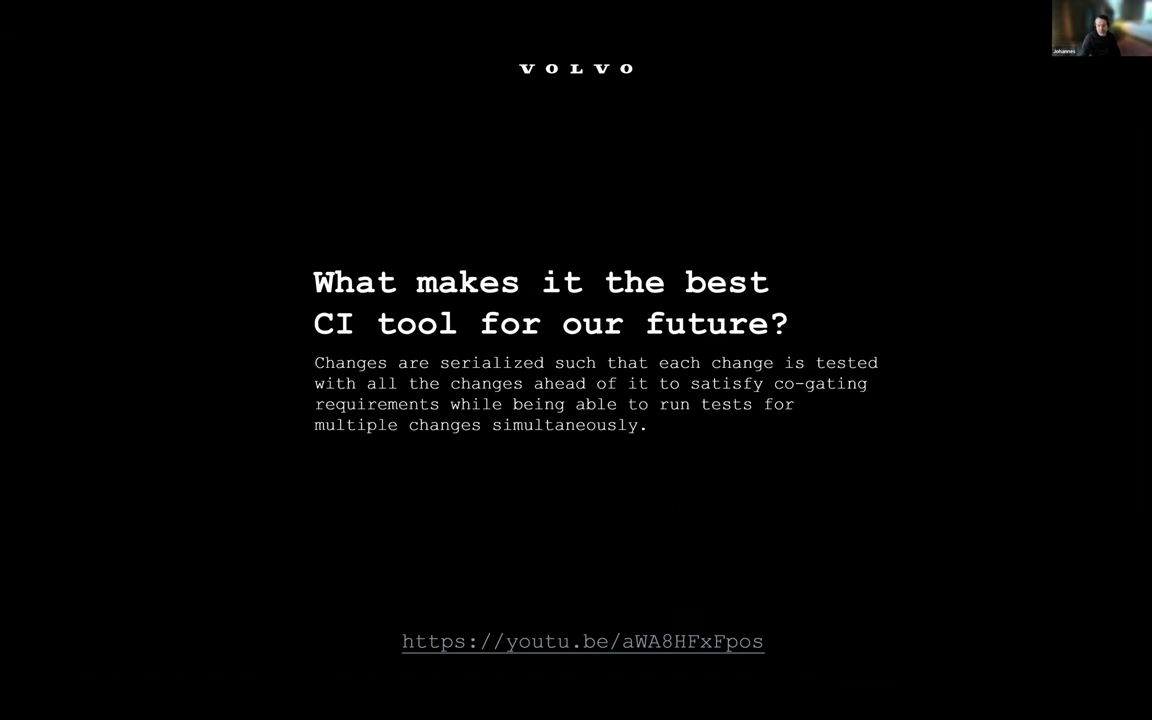 VOLVO
Johannes
What makes it the best
CI tool for our future?
Changes are serialized such that each change is tested
with all the changes ahead of it to satisfy co-gating
requirements while being able to run tests for
multiple changes simultaneously.
https://youtu.be/aWA8HFxFpos